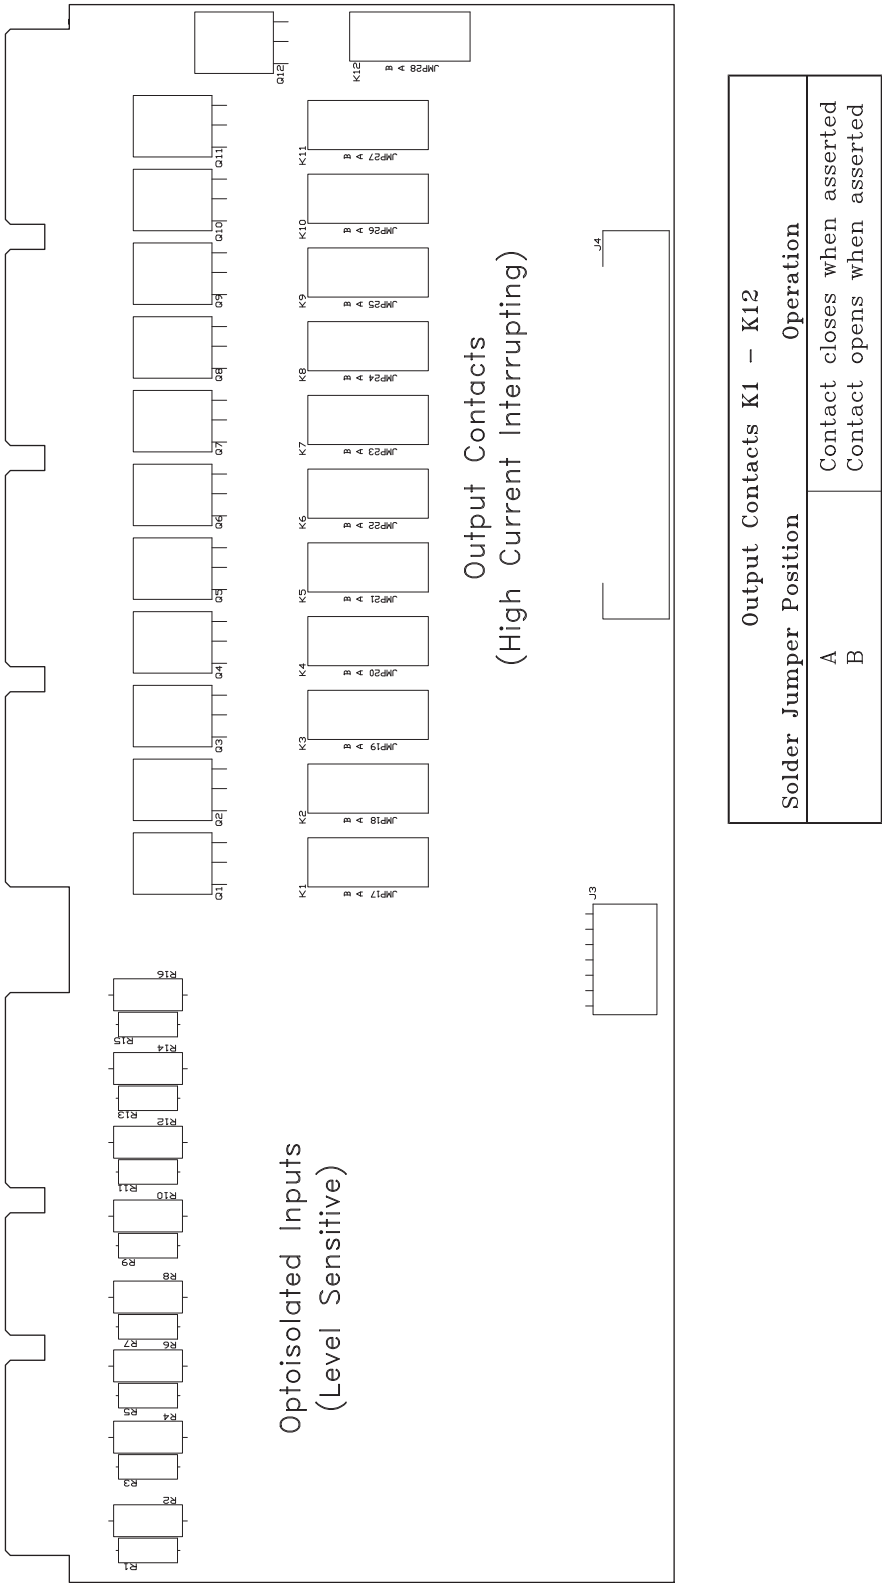 Q12
K12
B A JMP28
Q11
K11
B A JMP27
Q10
K10
B A JMP26
Q9
K9
B A JMP25
Q8
K8
B A JMP24
Q7
K7
B A JMP23
Q6
K6
B A JMP22
Q5
K5
B A JMP21
Q4
K4
B A JMP20
Q3
K3
B A JMP19
Q2
K2
B A JMP18
Q1
K1
B A JMP17
Output Contacts
(High Current Interrupting)
J4
J3
R16
R15
R14
R13
R12
R11
R10
R9
R8
R7
R6
R5
R4
R3
R2
R1
Optoisolated Inputs
(Level Sensitive)
Output Contacts K1 – K12
Solder Jumper Position Operation
A Contact closes when asserted
B Contact opens when asserted